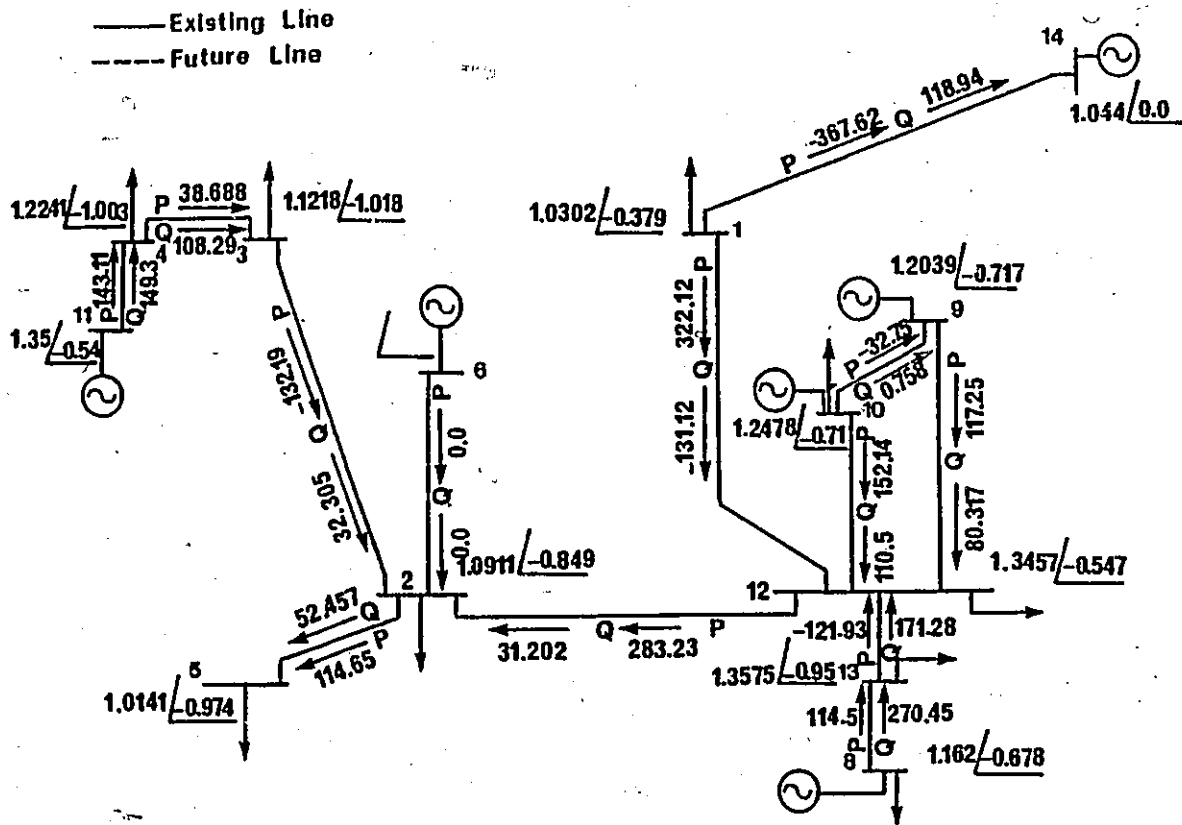 Existing Line
Future Line
14
1.044/0.0
P -367.62 Q 118.94
1.2241/-1.003
P 38.688
Q 108.29
4
3
1.1218/-1.018
1.0302/-0.379
1
P 143.11
Q 149.3
11
1.35/-0.54
P -132.19 Q 32.305
6
P 0.0 Q 0.0
P 322.12 Q -131.12
1.2039/-0.717
9
P -32.75
Q 0.758
10
1.2478/-0.71
P 152.14 Q 110.5
P 117.25 Q 80.317
2
1.0911/-0.849
12
1.3457/-0.547
52.457 Q
P 114.65
5
1.0141/-0.974
31.202 Q 283.23 P
-121.93 P
171.28 Q
1.3575/-0.95
13
114.5 P
270.45 Q
8
1.162/-0.678